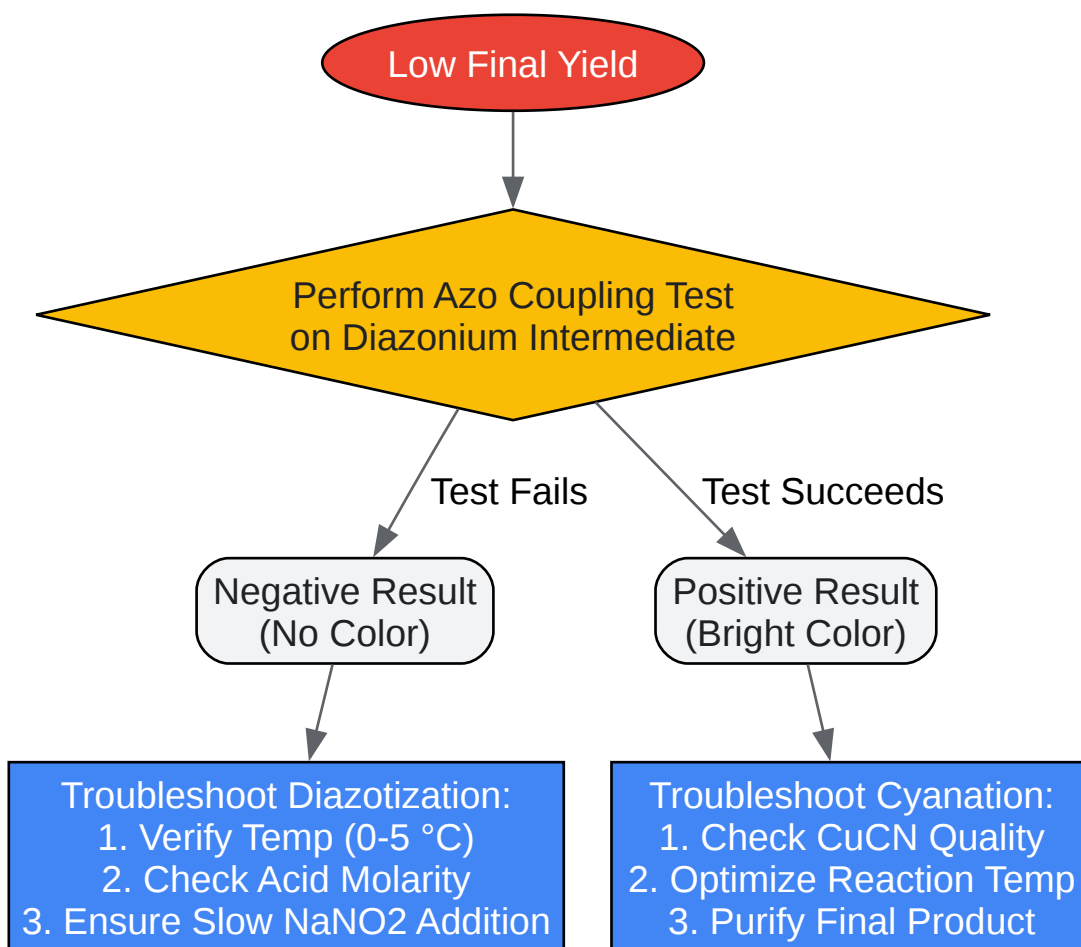 Low Final Yield
Perform Azo Coupling Test
on Diazonium Intermediate
Test Fails
Test Succeeds
Negative Result
(No Color)
Positive Result
(Bright Color)
Troubleshoot Diazotization:
1. Verify Temp (0-5 °C)
2. Check Acid Molarity
3. Ensure Slow NaNO2 Addition
Troubleshoot Cyanation:
1. Check CuCN Quality
2. Optimize Reaction Temp
3. Purify Final Product